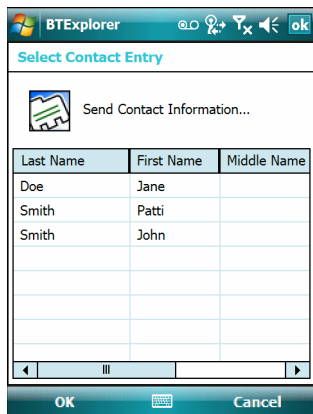 BTExplorer ok
Select Contact Entry
Send Contact Information...
Last Name First Name Middle Name
Doe Jane
Smith Patti
Smith John
OK Cancel